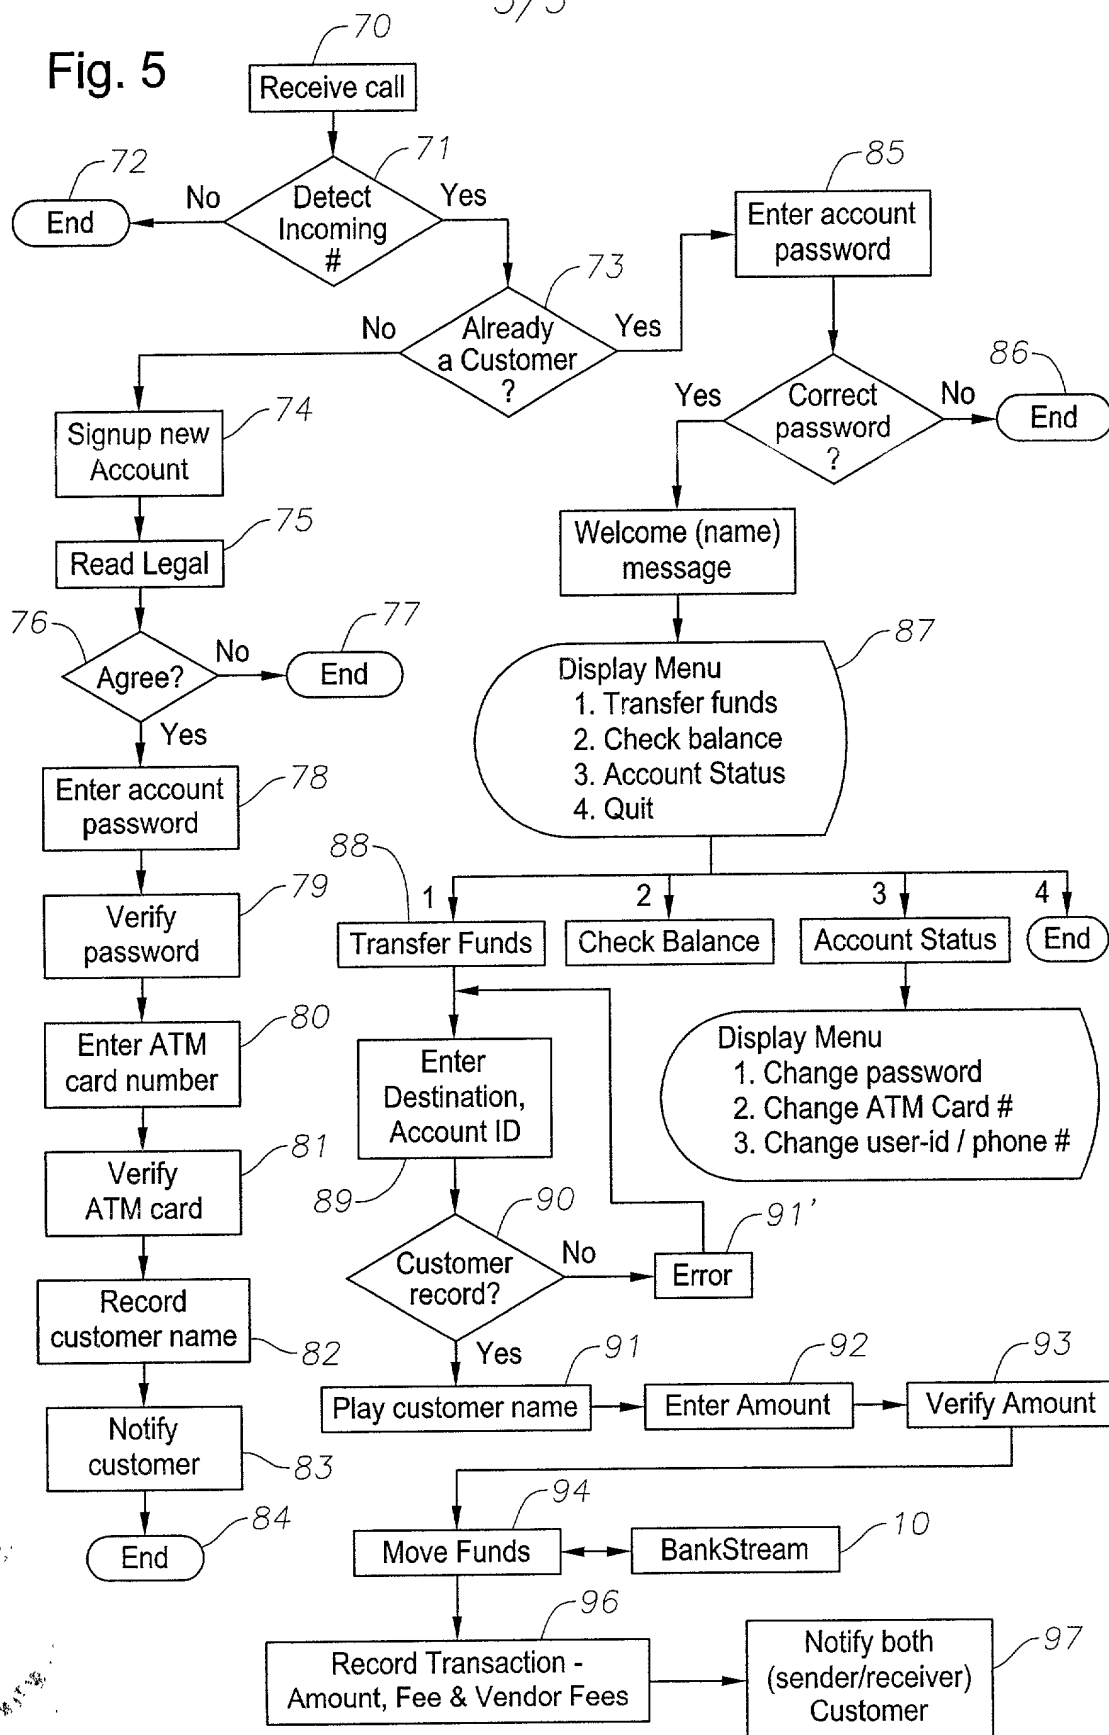 5/5
Fig. 5
70
Receive call
71
Detect
Incoming
#
No
Yes
72
End
73
Already
a Customer
?
No
Yes
85
Enter account
password
Correct
password
?
Yes
No
86
End
74
Signup new
Account
75
Read Legal
76
Agree?
No
77
End
Yes
78
Enter account
password
79
Verify
password
80
Enter ATM
card number
81
Verify
ATM card
Record
customer name
82
Notify
customer
83
End
84
Welcome (name)
message
87
Display Menu
1. Transfer funds
2. Check balance
3. Account Status
4. Quit
88
1
Transfer Funds
2
Check Balance
3
Account Status
4
End
Display Menu
1. Change password
2. Change ATM Card #
3. Change user-id / phone #
Enter
Destination,
Account ID
89
90
Customer
record?
No
91'
Error
Yes
91
Play customer name
92
Enter Amount
93
Verify Amount
94
Move Funds
10
BankStream
96
Record Transaction -
Amount, Fee & Vendor Fees
97
Notify both
(sender/receiver)
Customer